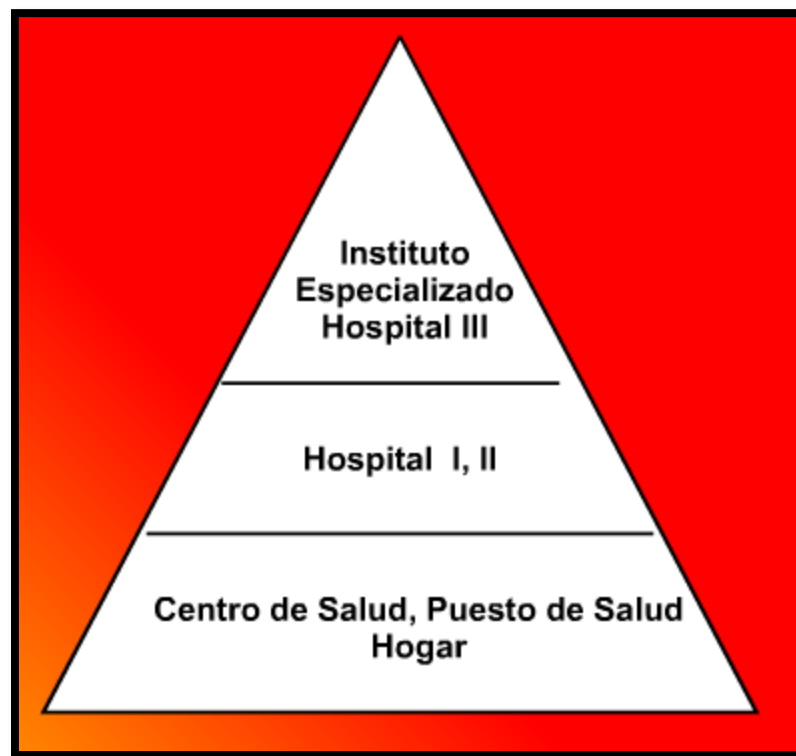 Instituto
Especializado
Hospital III
Hospital I, II
Centro de Salud, Puesto de Salud
Hogar